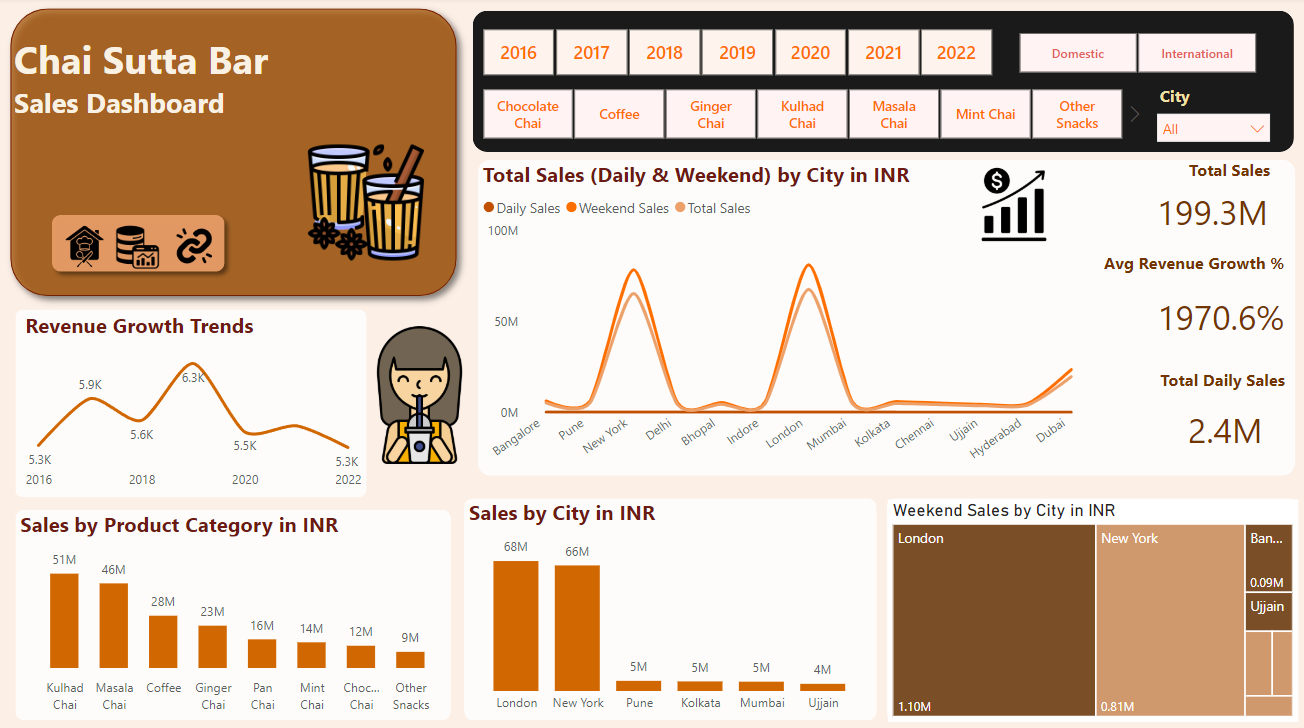 Chai Sutta Bar
Sales Dashboard
2016 2017 2018 2019 2020 2021 2022
Domestic International
Chocolate Chai
Coffee
Ginger Chai
Kulhad Chai
Masala Chai
Mint Chai
Other Snacks
City
All
Total Sales (Daily & Weekend) by City in INR
Daily Sales Weekend Sales Total Sales
100M
50M
0M
Bangalore Pune New York Delhi Bhopal Indore London Mumbai Kolkata Chennai Ujjain Hyderabad Dubai
$
Total Sales
199.3M
Avg Revenue Growth %
1970.6%
Total Daily Sales
2.4M
Revenue Growth Trends
5.3K 5.9K 5.6K 6.3K 5.5K 5.3K
2016 2018 2020 2022
Sales by Product Category in INR
51M 46M 28M 23M 16M 14M 12M 9M
Kulhad Chai
Masala Chai
Coffee
Ginger Chai
Pan Chai
Mint Chai
Choc... Chai
Other Snacks
Sales by City in INR
68M 66M 5M 5M 5M 4M
London New York Pune Kolkata Mumbai Ujjain
Weekend Sales by City in INR
London
1.10M
New York
0.81M
Ban...
0.09M
Ujjain